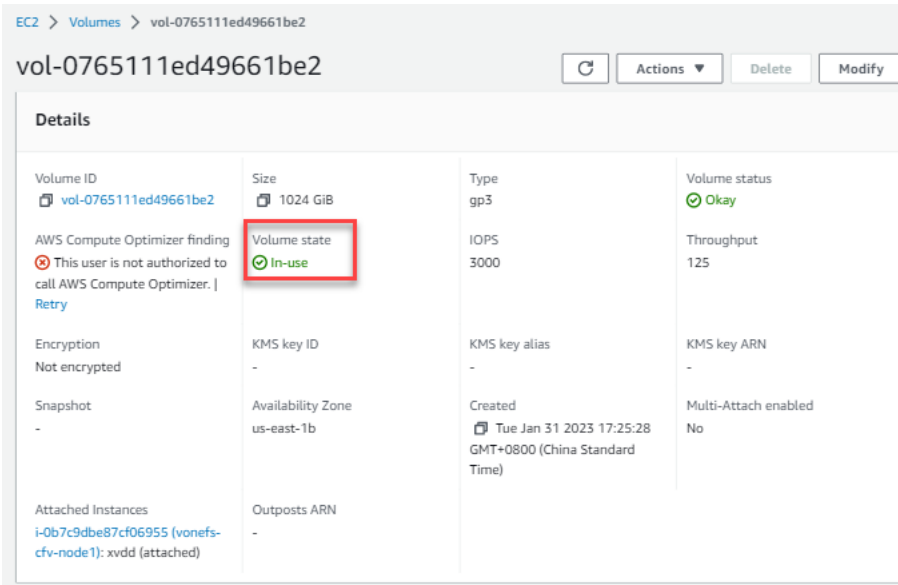 EC2 > Volumes > vol-0765111ed49661be2
vol-0765111ed49661be2
Actions ▼
Delete
Modify
Details
Volume ID
vol-0765111ed49661be2
Size
1024 GiB
Type
gp3
Volume status
Okay
AWS Compute Optimizer finding
This user is not authorized to
call AWS Compute Optimizer. |
Retry
Volume state
In-use
IOPS
3000
Throughput
125
Encryption
Not encrypted
KMS key ID
-
KMS key alias
-
KMS key ARN
-
Snapshot
-
Availability Zone
us-east-1b
Created
Tue Jan 31 2023 17:25:28
GMT+0800 (China Standard
Time)
Multi-Attach enabled
No
Attached Instances
i-0b7c9dbe87cf06955 (vonefs-
cfv-node1): xvdd (attached)
Outposts ARN
-